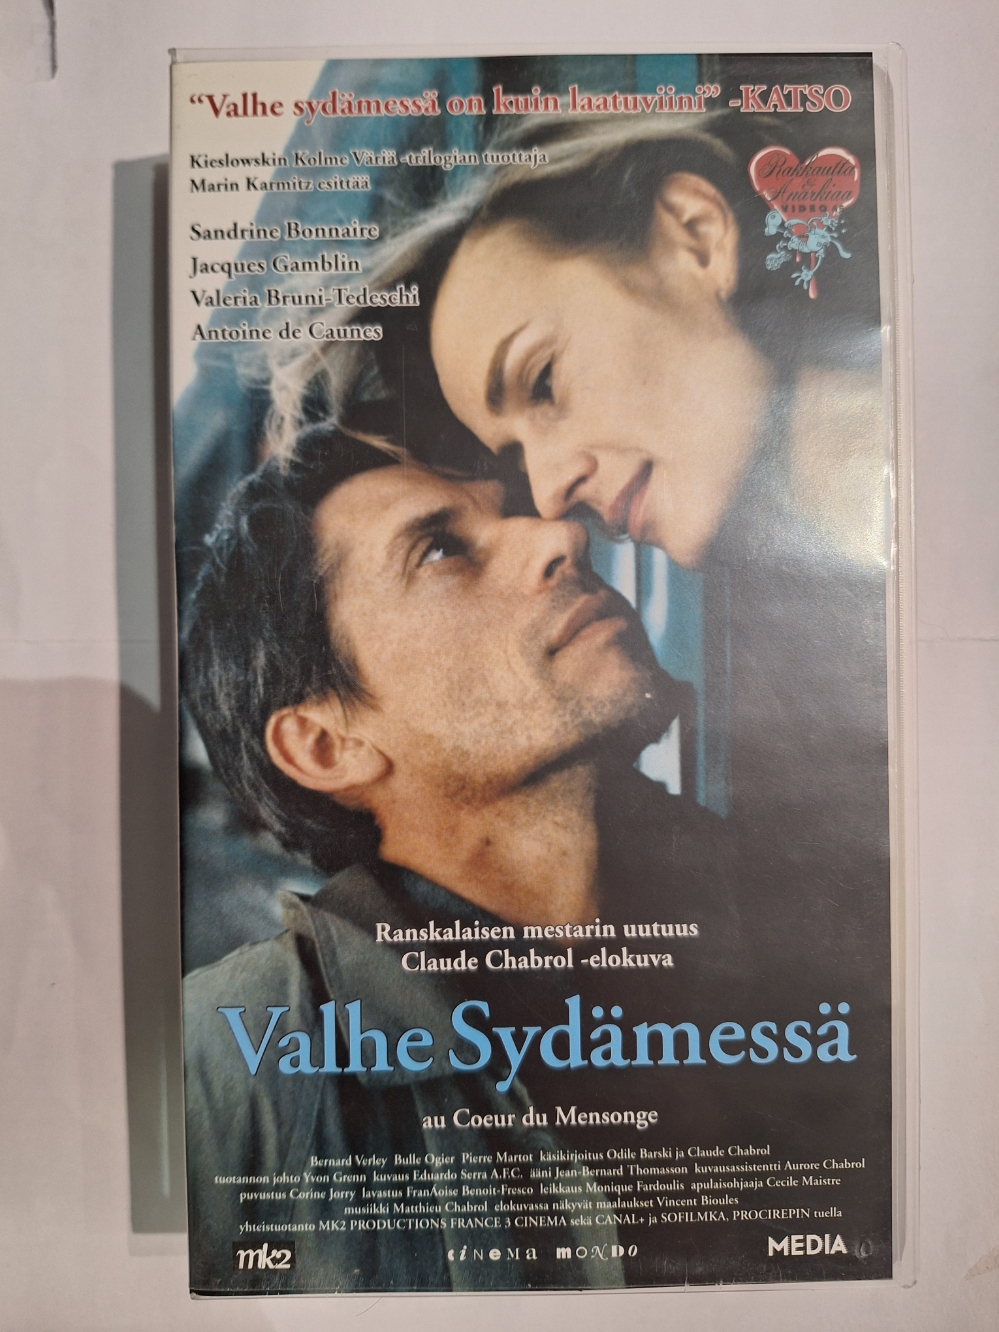 “Valhe sydämessä on kuin laatuviini” -KATSO
Kieslowskin Kolme Väriä -trilogian tuottaja
Marin Karmitz esittää
Rakkautta
& Anarkiaa
VIDEO
Sandrine Bonnaire
Jacques Gamblin
Valeria Bruni-Tedeschi
Antoine de Caunes
Ranskalaisen mestarin uutuus
Claude Chabrol -elokuva
Valhe Sydämessä
au Coeur du Mensonge
Bernard Verley Bulle Ogier Pierre Martot käsikirjoitus Odile Barski ja Claude Chabrol
tuotannon johto Yvon Grenn kuvaus Eduardo Serra A.F.C. ääni Jean-Bernard Thomasson kuvausassistentti Aurore Chabrol
puvustus Corine Jorry lavastus FranÁoise Benoit-Fresco leikkaus Monique Fardoulis apulaisohjaaja Cecile Maistre
musiikki Matthieu Chabrol elokuvassa näkyvät maalaukset Vincent Bioules
yhteistuotanto MK2 PRODUCTIONS FRANCE 3 CINEMA sekä CANAL+ ja SOFILMKA, PROCIREPIN tuella
mk2
CiNEMA MONDO
MEDIA